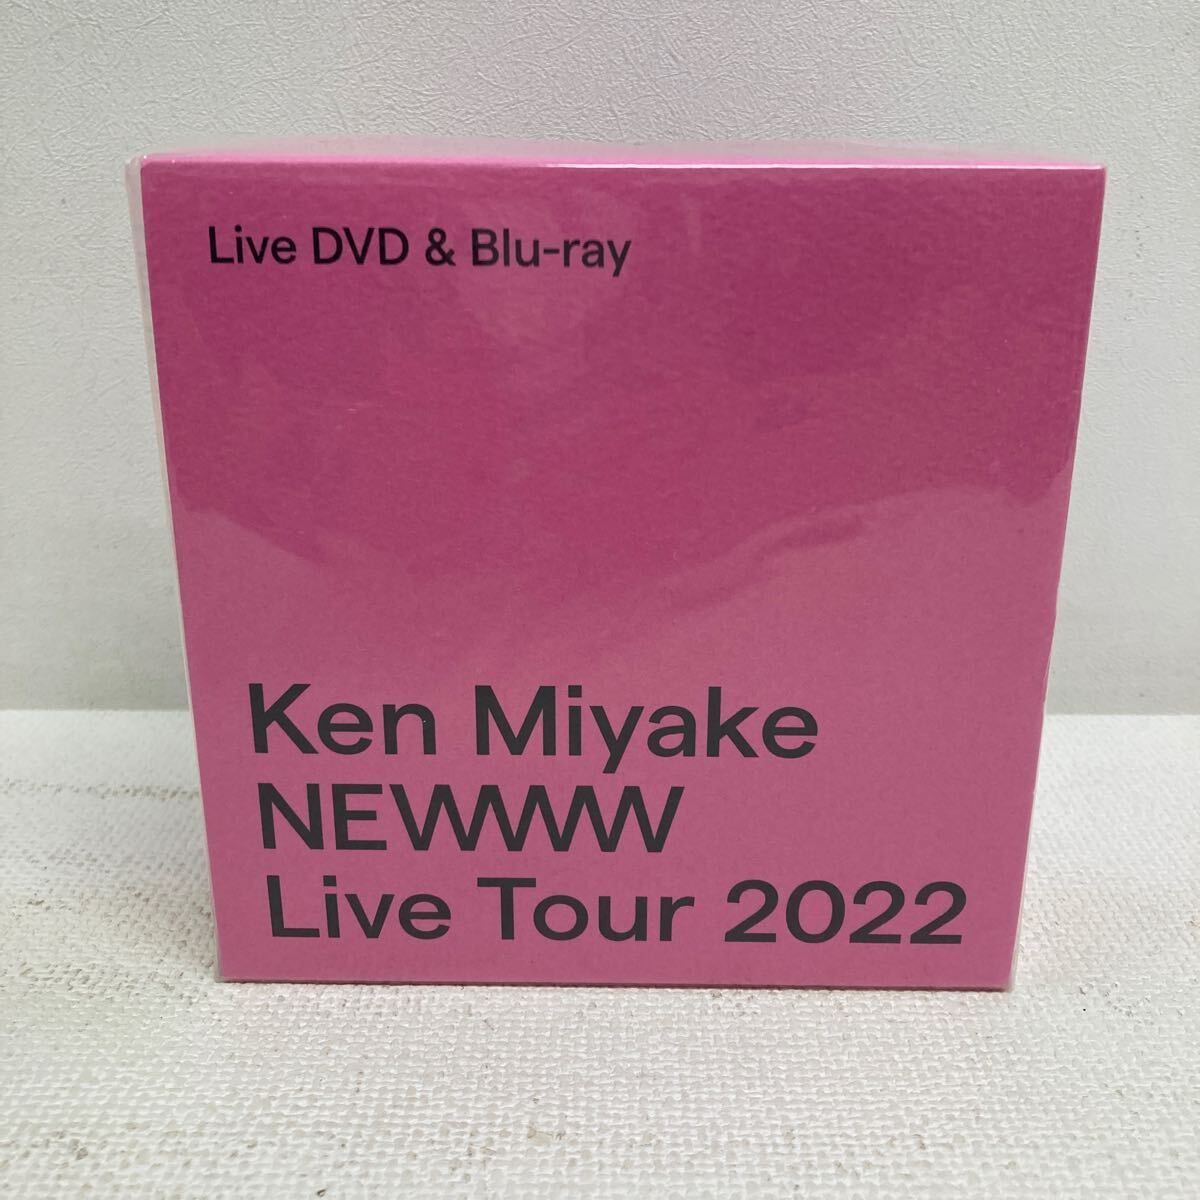 Live DVD & Blu-ray
Ken Miyake
NEWWW
Live Tour 2022